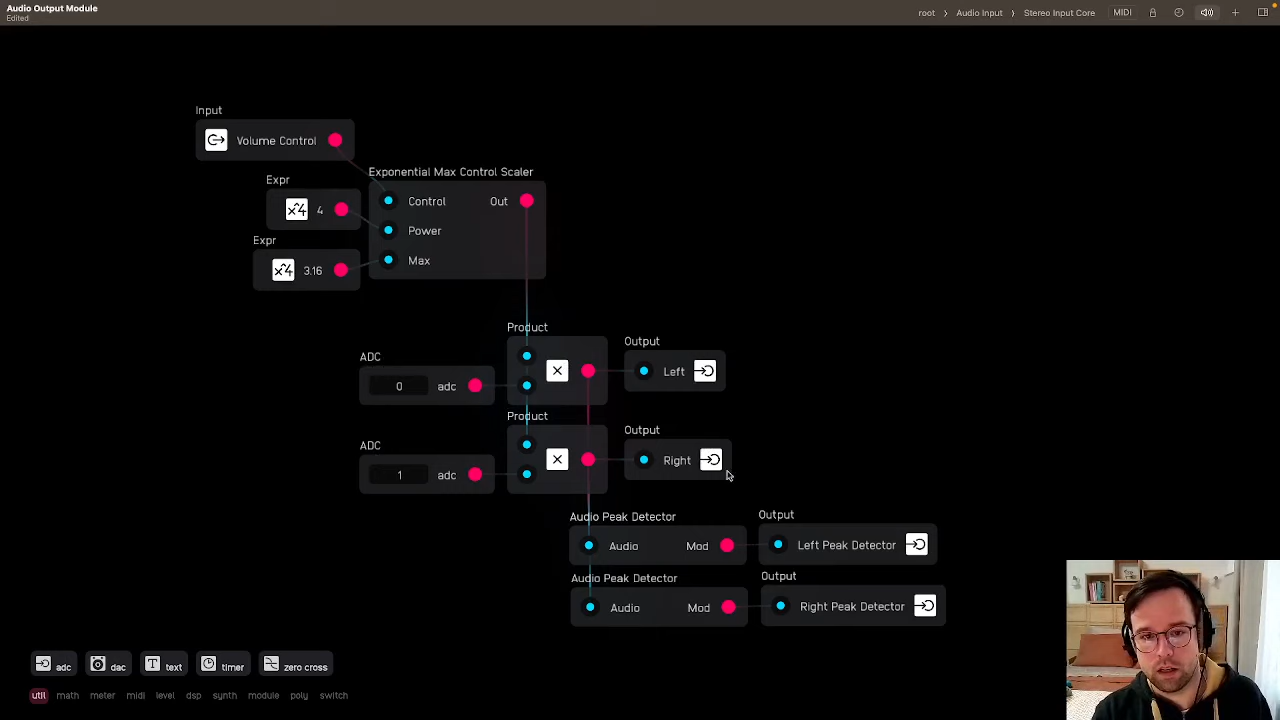 Audio Output Module
Edited
root > Audio Input > Stereo Input Core MIDI
Input
Volume Control
Exponential Max Control Scaler
Expr
x^4 4
Control Out
Power
Expr
x^4 3.16
Max
Product
Output
ADC
0 adc
Left
Product
Output
ADC
1 adc
Right
Audio Peak Detector
Output
Audio Mod
Left Peak Detector
Audio Peak Detector
Output
Audio Mod
Right Peak Detector
adc dac T text timer zero cross
util math meter midi level dsp synth module poly switch